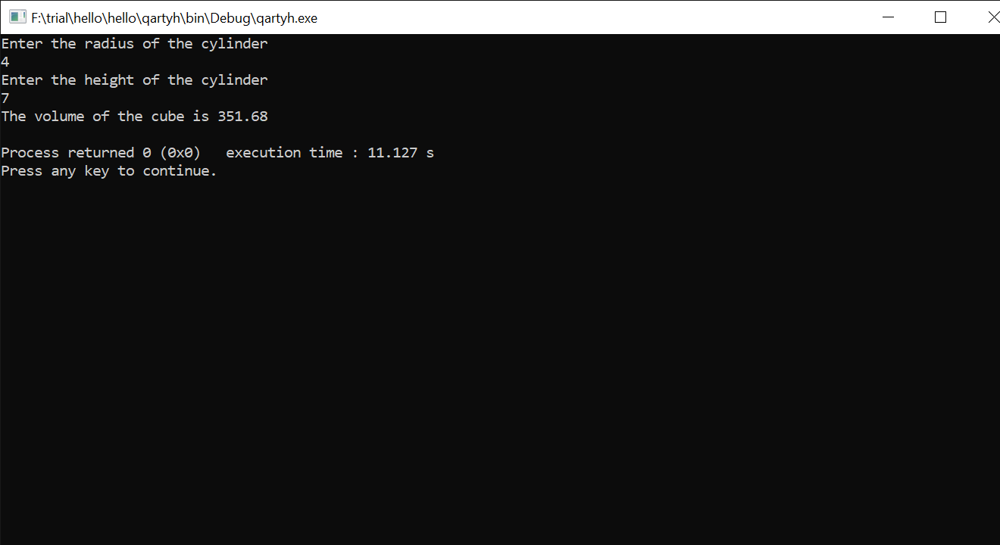 F:\trial\hello\hello\qartyh\bin\Debug\qartyh.exe
Enter the radius of the cylinder
4
Enter the height of the cylinder
7
The volume of the cube is 351.68
Process returned 0 (0x0)   execution time : 11.127 s
Press any key to continue.